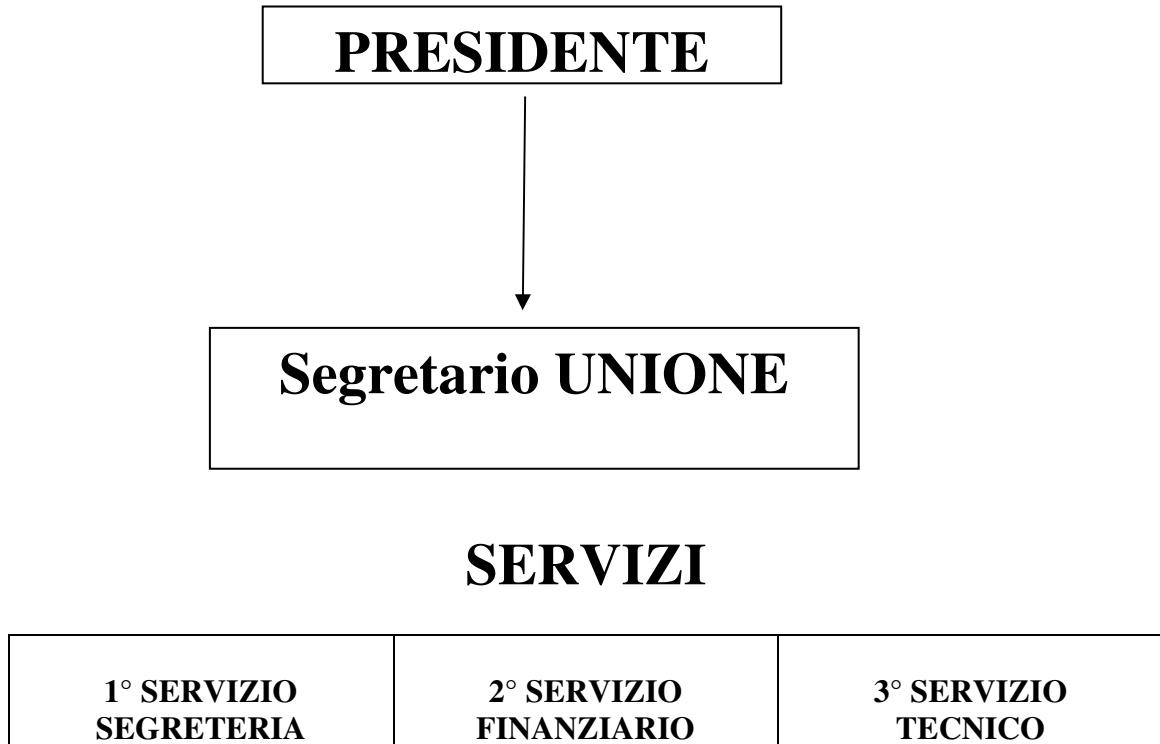 PRESIDENTE
Segretario UNIONE
SERVIZI
1° SERVIZIO
SEGRETERIA
2° SERVIZIO
FINANZIARIO
3° SERVIZIO
TECNICO